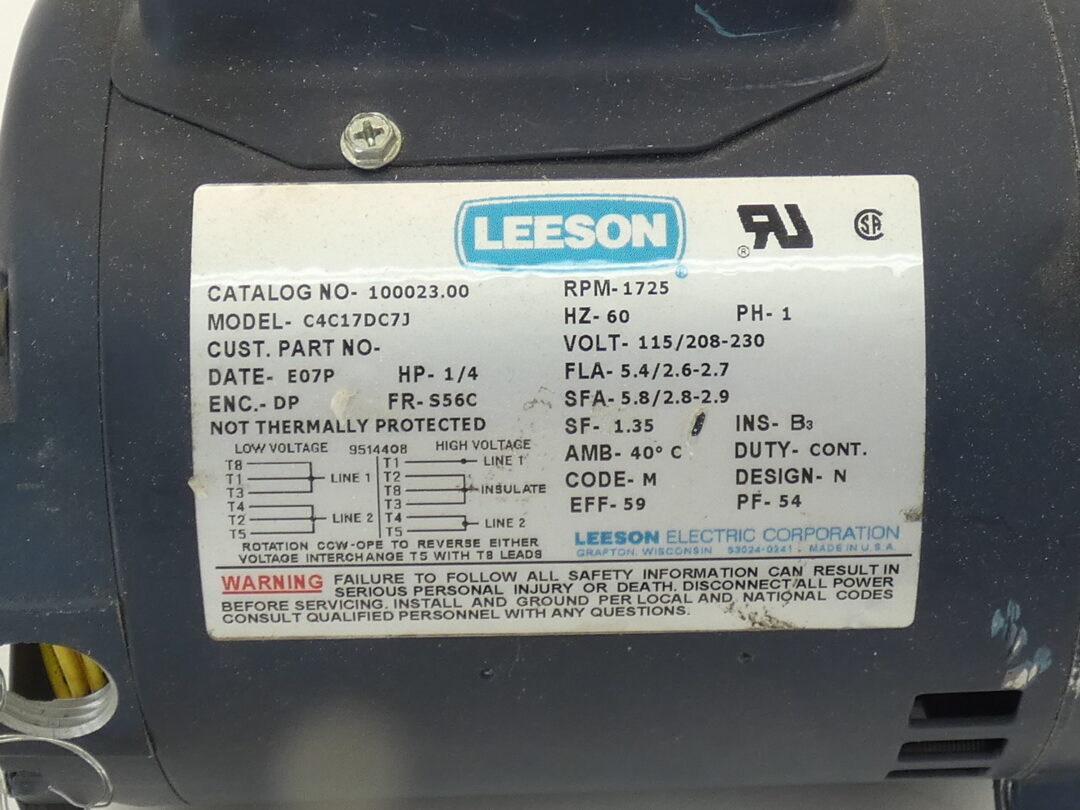 LEESON
®
CATALOG NO- 100023.00
MODEL- C4C17DC7J
CUST. PART NO-
DATE- E07P HP- 1/4
ENC.- DP FR- S56C
NOT THERMALLY PROTECTED
RPM- 1725
HZ- 60 PH- 1
VOLT- 115/208-230
FLA- 5.4/2.6-2.7
SFA- 5.8/2.8-2.9
SF- 1.35 INS- B3
AMB- 40° C DUTY- CONT.
CODE- M DESIGN- N
EFF- 59 PF- 54
LOW VOLTAGE 9514408 HIGH VOLTAGE
T8
T1 LINE 1
T3
T4
T2 LINE 2
T5
T1 LINE 1
T2
T8 INSULATE
T3
T4 LINE 2
T5
ROTATION CCW-OPE TO REVERSE EITHER
VOLTAGE INTERCHANGE T5 WITH T8 LEADS
LEESON ELECTRIC CORPORATION
GRAFTON, WISCONSIN 53024-0241 MADE IN U.S.A.
WARNING FAILURE TO FOLLOW ALL SAFETY INFORMATION CAN RESULT IN
SERIOUS PERSONAL INJURY OR DEATH. DISCONNECT ALL POWER
BEFORE SERVICING. INSTALL AND GROUND PER LOCAL AND NATIONAL CODES
CONSULT QUALIFIED PERSONNEL WITH ANY QUESTIONS.